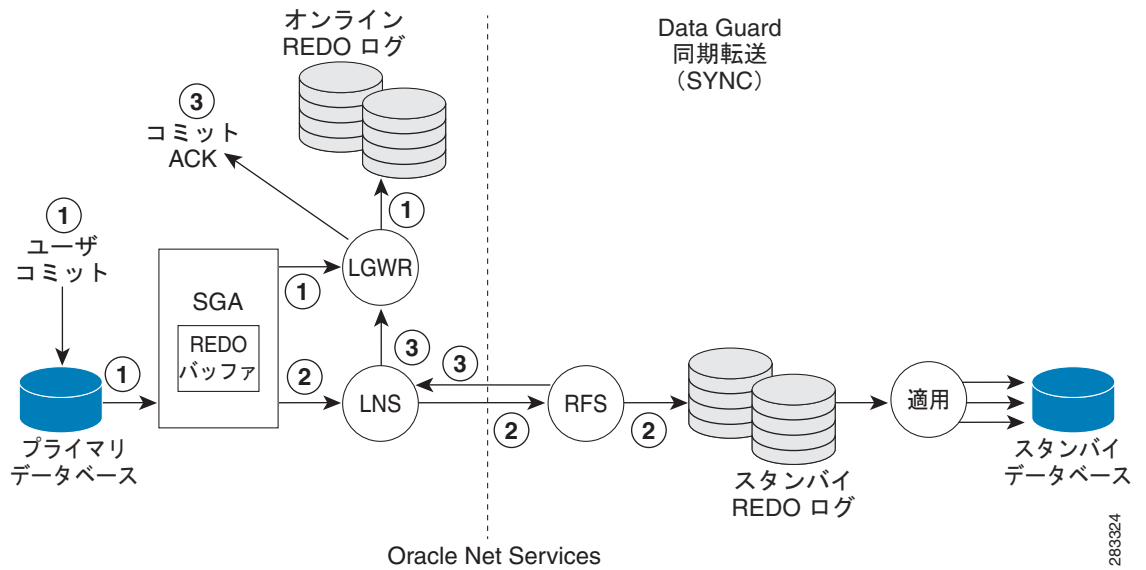 オンライン
REDO ログ
Data Guard
同期転送
（SYNC）
③
コミット
ACK
①
①
ユーザ
コミット
LGWR
①
SGA
REDO
バッファ
③
③
①
②
LNS
RFS
適用
②
②
プライマリ
データベース
スタンバイ
REDO ログ
スタンバイ
データベース
Oracle Net Services
283324